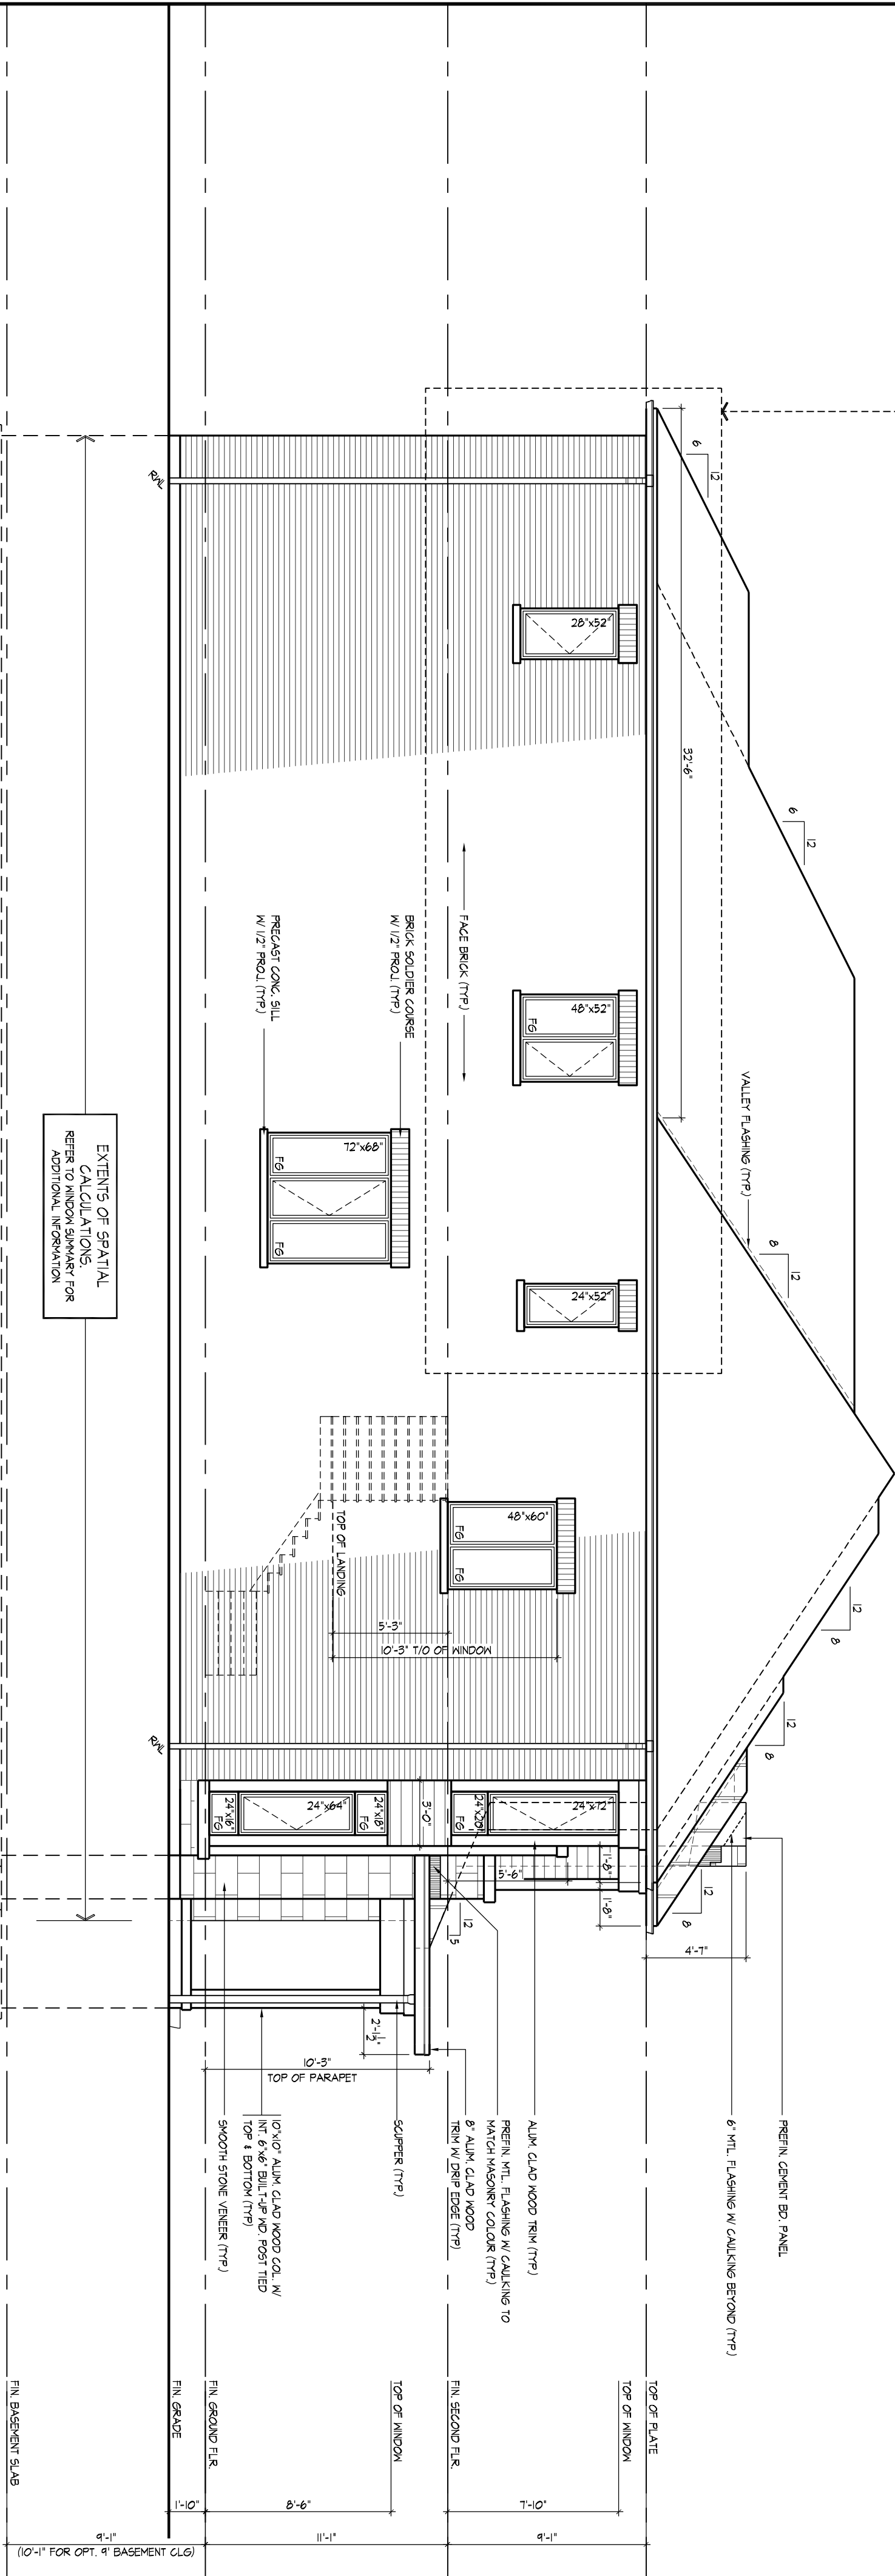 6
12
6
12
8
12
12
8
12
8
12
8
12
5
VALLEY FLASHING (TYP.)
32'-6"
4'-7"
PREFIN. CEMENT BD. PANEL
6" MTL. FLASHING W/ CAULKING BEYOND (TYP.)
28"x52"
48"x52"
FG
24"x52"
48"x60"
FG
FG
72"x68"
FG
FG
24"x72"
24"x20"
FG
24"x18"
FG
24"x64"
24"x16"
FG
3'-0"
1'-8"
1'-8"
5'-6"
FACE BRICK (TYP.)
BRICK SOLDIER COURSE
W/ 1/2" PROJ. (TYP.)
PRECAST CONC. SILL
W/ 1/2" PROJ. (TYP.)
TOP OF LANDING
5'-3"
10'-3" T/O OF WINDOW
RWL
RWL
ALUM. CLAD WOOD TRIM (TYP.)
PREFIN. MTL. FLASHING W/ CAULKING TO
MATCH MASONRY COLOUR (TYP.)
8" ALUM. CLAD WOOD
TRIM W/ DRIP EDGE (TYP.)
SCUPPER (TYP.)
10"x10" ALUM. CLAD WOOD COL. W/
INT. 6"x6" BUILT-UP WD. POST TIED
TOP & BOTTOM (TYP.)
SMOOTH STONE VENEER (TYP.)
2'-1½"
10'-3"
TOP OF PARAPET
EXTENTS OF SPATIAL
CALCULATIONS.
REFER TO WINDOW SUMMARY FOR
ADDITIONAL INFORMATION
TOP OF PLATE
TOP OF WINDOW
FIN. SECOND FLR.
TOP OF WINDOW
FIN. GROUND FLR.
FIN. GRADE
FIN. BASEMENT SLAB
7'-10"
9'-1"
8'-6"
11'-1"
1'-10"
9'-1"
(10'-1" FOR OPT. 9' BASEMENT CLG)